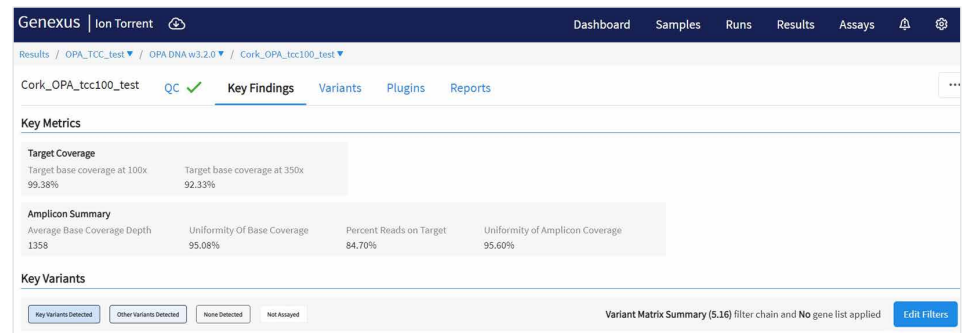 Genexus | Ion Torrent Dashboard Samples Runs Results Assays
Results / OPA_TCC_test ▼ / OPA DNA w3.2.0 ▼ / Cork_OPA_tcc100_test ▼
Cork_OPA_tcc100_test QC Key Findings Variants Plugins Reports ...
Key Metrics
Target Coverage
Target base coverage at 100x Target base coverage at 350x
99.38% 92.33%
Amplicon Summary
Average Base Coverage Depth Uniformity Of Base Coverage Percent Reads on Target Uniformity of Amplicon Coverage
1358 95.08% 84.70% 95.60%
Key Variants
Key Variants Detected Other Variants Detected None Detected Not Assayed Variant Matrix Summary (5.16) filter chain and No gene list applied Edit Filters